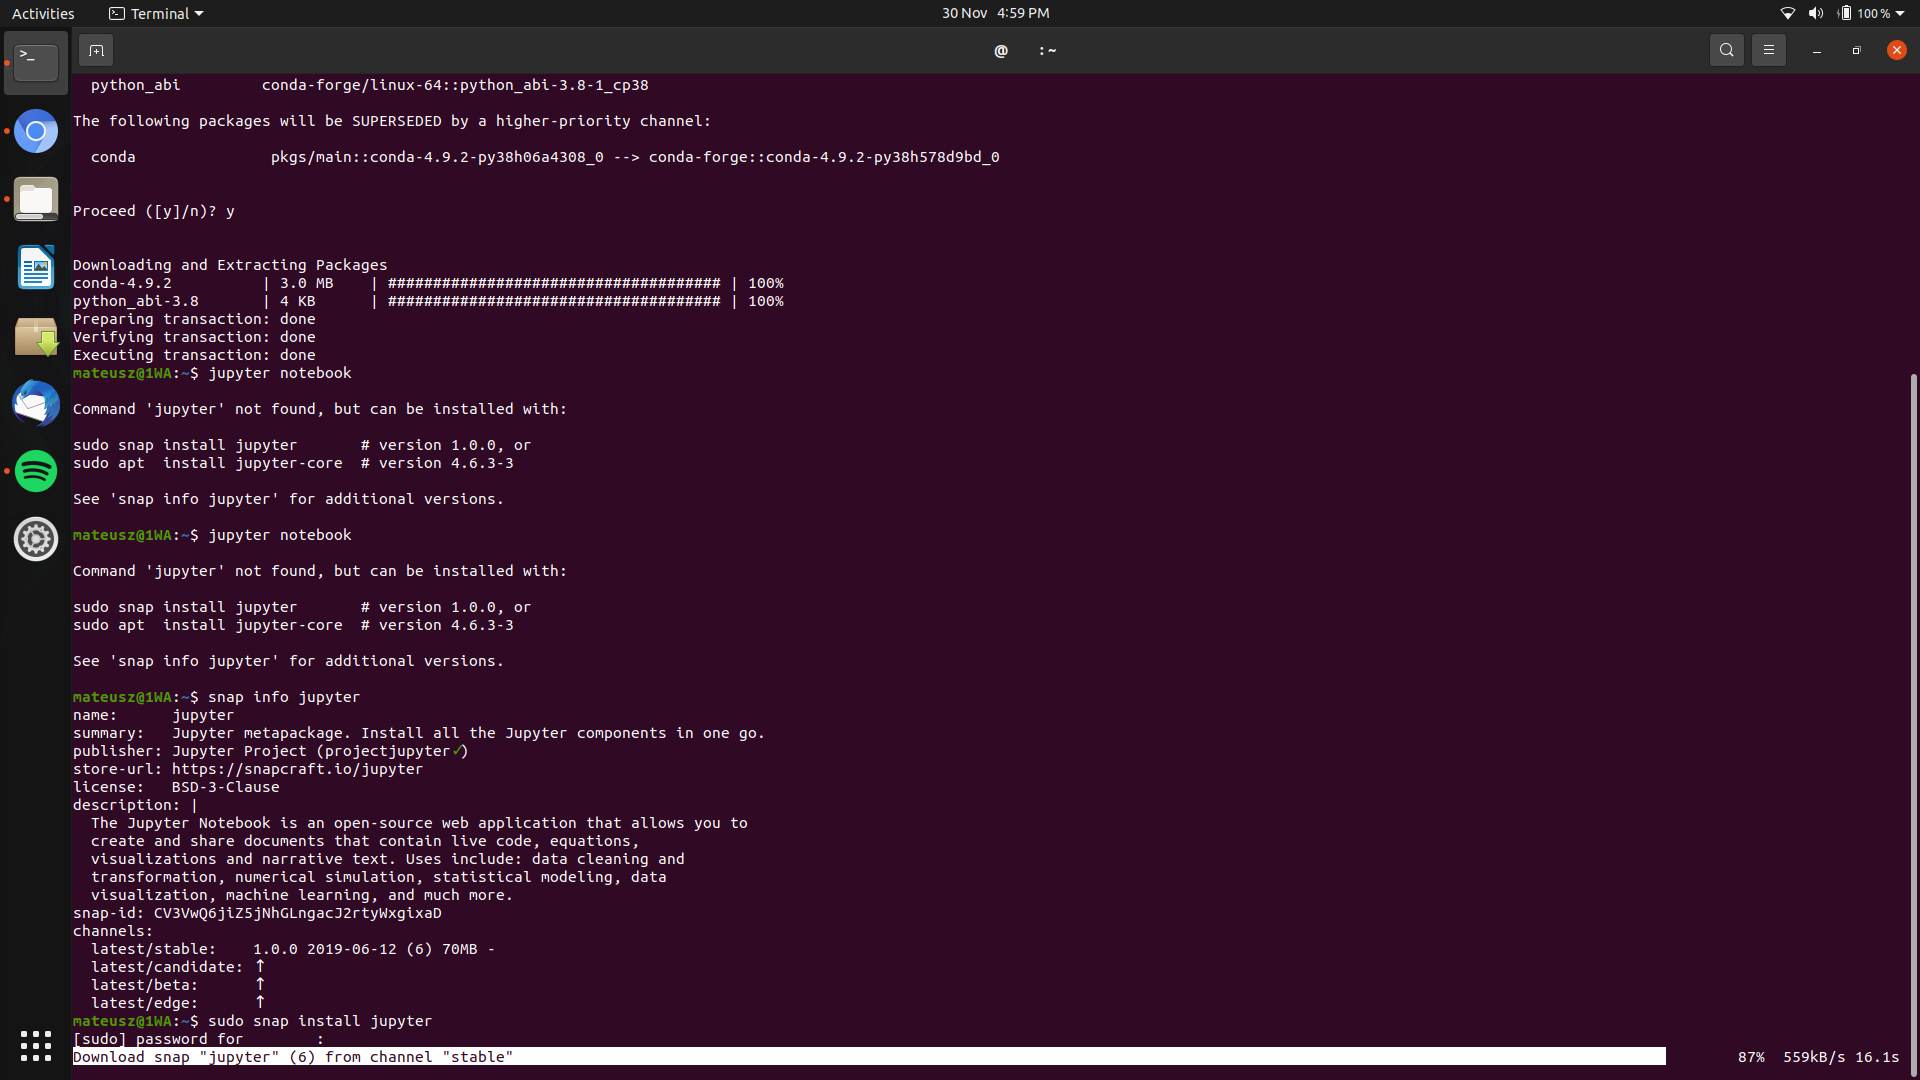 Activities Terminal 30 Nov 4:59 PM 100 %
@ : ~
python_abi conda-forge/linux-64::python_abi-3.8-1_cp38
The following packages will be SUPERSEDED by a higher-priority channel:
conda pkgs/main::conda-4.9.2-py38h06a4308_0 --> conda-forge::conda-4.9.2-py38h578d9bd_0
Proceed ([y]/n)? y
Downloading and Extracting Packages
conda-4.9.2 | 3.0 MB | ##################################### | 100%
python_abi-3.8 | 4 KB | ##################################### | 100%
Preparing transaction: done
Verifying transaction: done
Executing transaction: done
mateusz@1WA:~$ jupyter notebook
Command 'jupyter' not found, but can be installed with:
sudo snap install jupyter # version 1.0.0, or
sudo apt install jupyter-core # version 4.6.3-3
See 'snap info jupyter' for additional versions.
mateusz@1WA:~$ jupyter notebook
Command 'jupyter' not found, but can be installed with:
sudo snap install jupyter # version 1.0.0, or
sudo apt install jupyter-core # version 4.6.3-3
See 'snap info jupyter' for additional versions.
mateusz@1WA:~$ snap info jupyter
name: jupyter
summary: Jupyter metapackage. Install all the Jupyter components in one go.
publisher: Jupyter Project (projectjupyter✓)
store-url: https://snapcraft.io/jupyter
license: BSD-3-Clause
description: |
The Jupyter Notebook is an open-source web application that allows you to
create and share documents that contain live code, equations,
visualizations and narrative text. Uses include: data cleaning and
transformation, numerical simulation, statistical modeling, data
visualization, machine learning, and much more.
snap-id: CV3VwQ6jiZ5jNhGLngacJ2rtyWxgixaD
channels:
latest/stable: 1.0.0 2019-06-12 (6) 70MB -
latest/candidate: ↑
latest/beta: ↑
latest/edge: ↑
mateusz@1WA:~$ sudo snap install jupyter
[sudo] password for :
Download snap "jupyter" (6) from channel "stable" 87% 559kB/s 16.1s